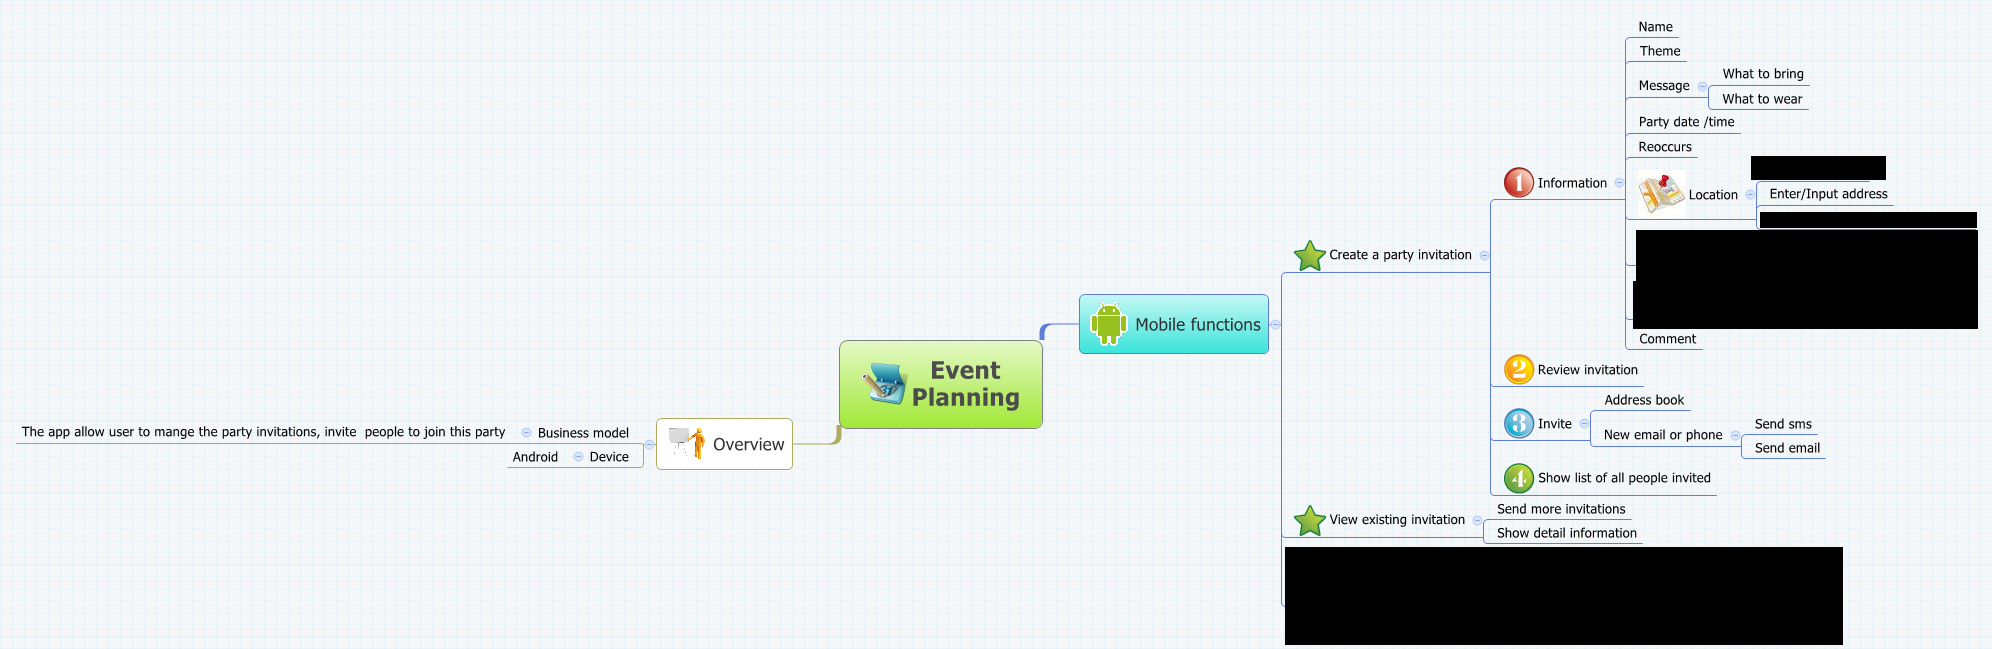 Event
Planning
Mobile functions
Create a party invitation
1
Information
Name
Theme
Message
What to bring
What to wear
Party date /time
Reoccurs
Location
Enter/Input address
Comment
2
Review invitation
3
Invite
Address book
New email or phone
Send sms
Send email
4
Show list of all people invited
View existing invitation
Send more invitations
Show detail information
Overview
Business model
The app allow user to mange the party invitations, invite  people to join this party
Device
Android